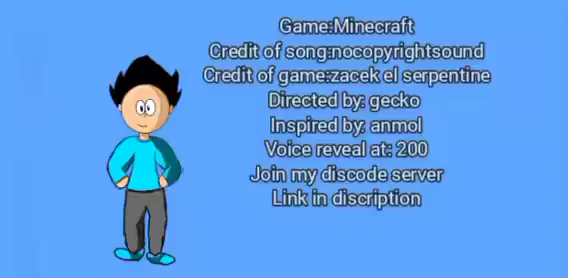 Game:Minecraft
Credit of song:nocopyrightsound
Credit of game:zacek el serpentine
Directed by: gecko
Inspired by: anmol
Voice reveal at: 200
Join my discode server
Link in discription